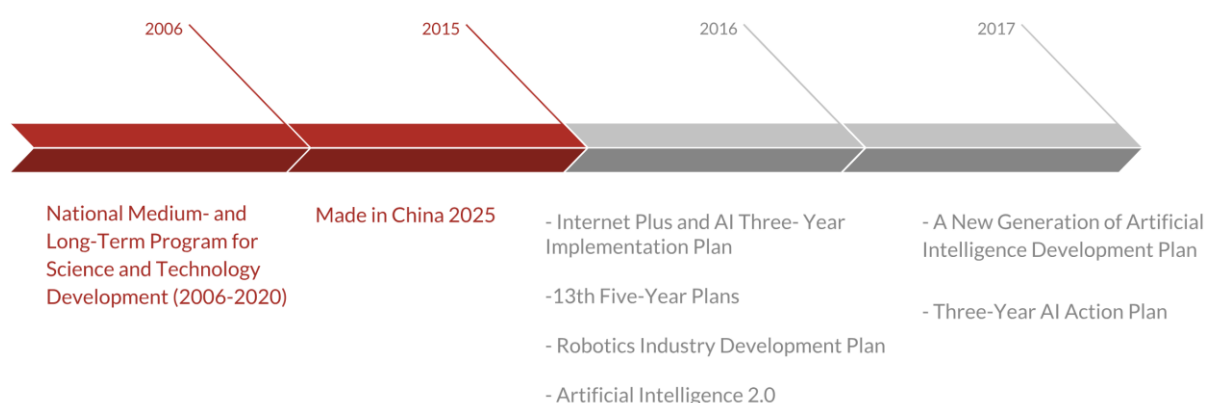 2006
2015
2016
2017
National Medium- and
Long-Term Program for
Science and Technology
Development (2006-2020)
Made in China 2025
- Internet Plus and AI Three- Year
Implementation Plan
-13th Five-Year Plans
- Robotics Industry Development Plan
- Artificial Intelligence 2.0
- A New Generation of Artificial
Intelligence Development Plan
- Three-Year AI Action Plan